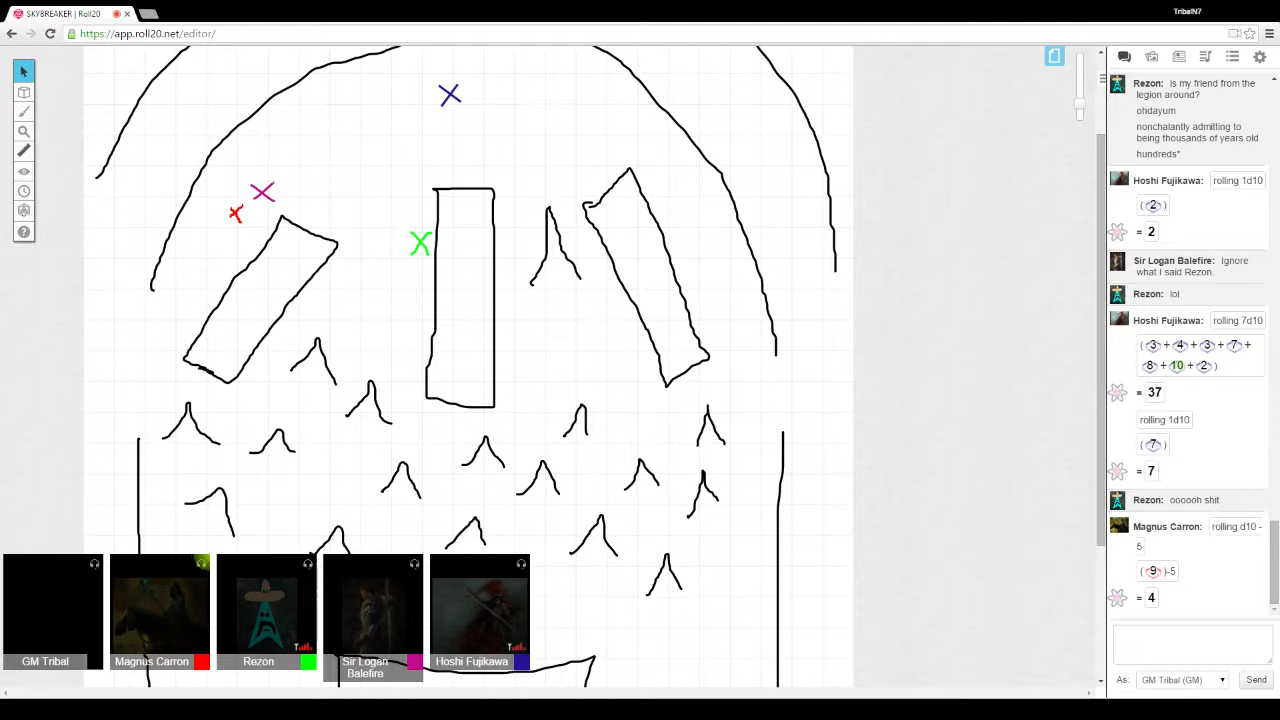 TribalN7
SKYBREAKER | Roll20
https://app.roll20.net/editor/
Rezon: is my friend from the
legion around?
ohdayum
nonchalantly admitting to
being thousands of years old
hundreds*
Hoshi Fujikawa: rolling 1d10
(2)
= 2
Sir Logan Balefire: Ignore
what I said Rezon.
Rezon: lol
Hoshi Fujikawa: rolling 7d10
(3+4+3+7+
8+10+2)
= 37
rolling 1d10
(7)
= 7
Rezon: oooooh shit
Magnus Carron: rolling d10 -
5
(9)-5
= 4
GM Tribal
Magnus Carron
Rezon
Sir Logan
Balefire
Hoshi Fujikawa
As: GM Tribal (GM)
Send